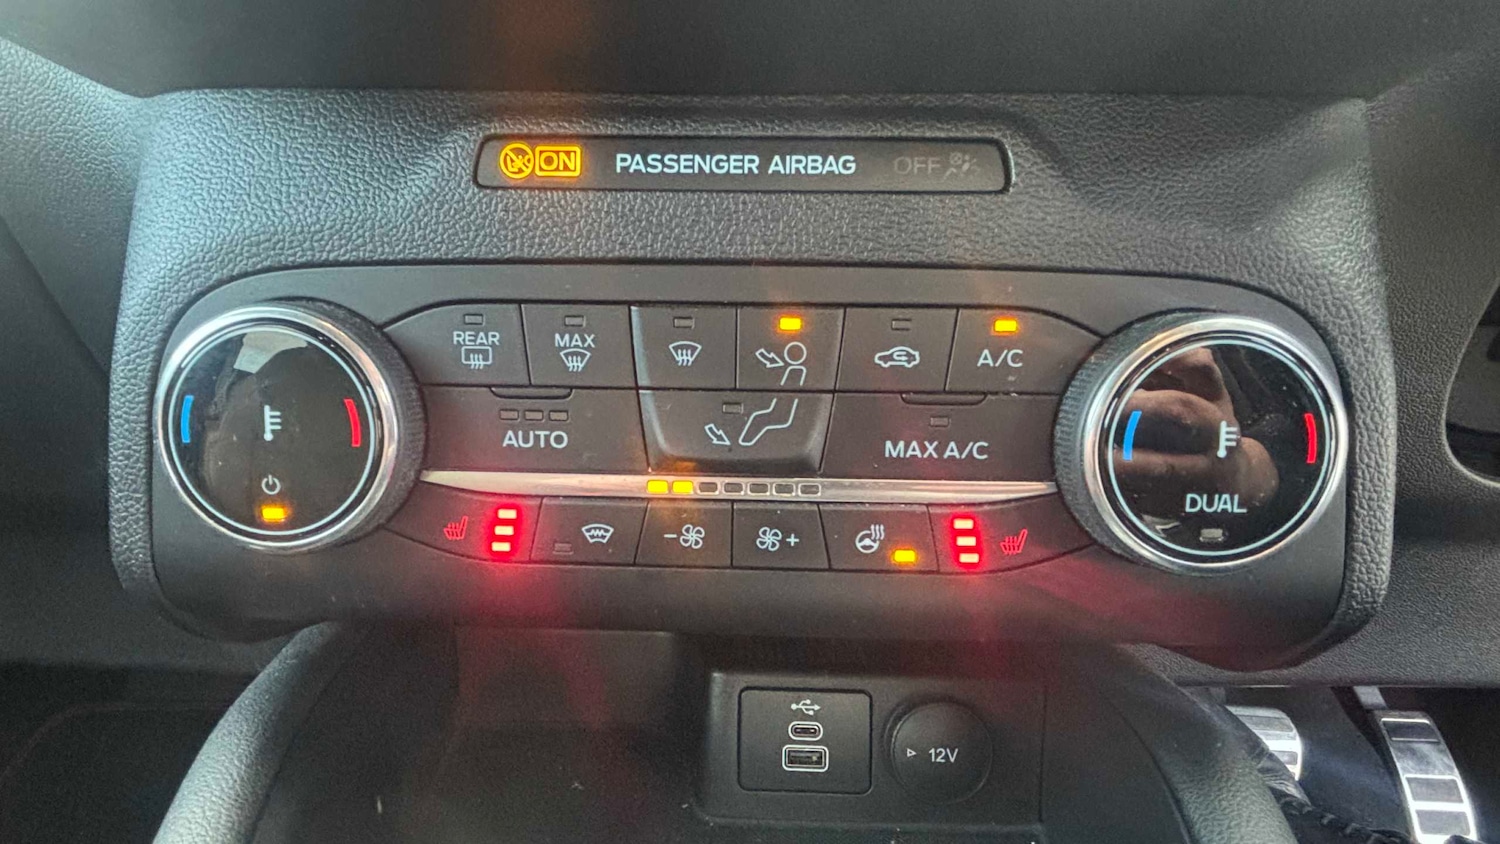 ON PASSENGER AIRBAG OFF
REAR
MAX
A/C
AUTO
MAX A/C
DUAL
- +
12V